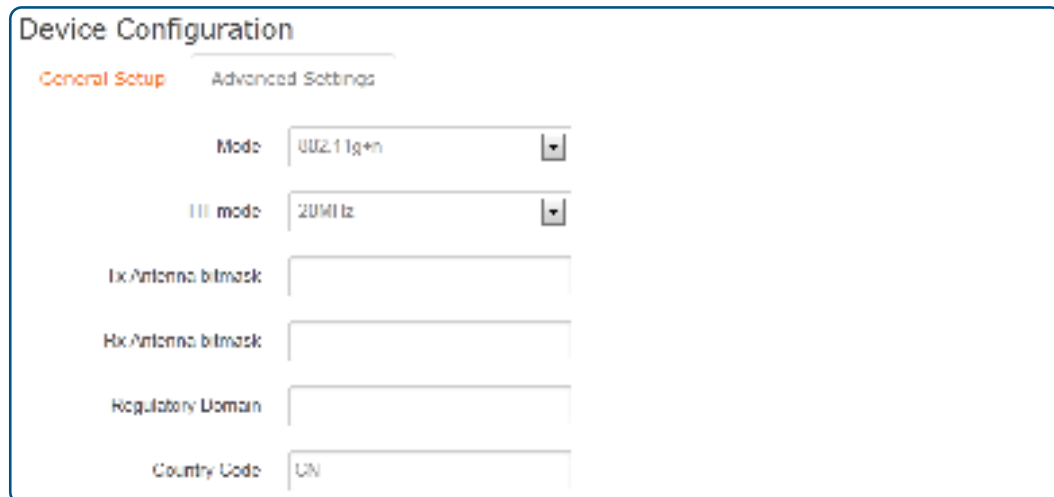 Device Configuration
General Setup Advanced Settings
Mode 802.11g+n
HT mode 20MHz
Tx Antenna bitmask
Rx Antenna bitmask
Regulatory Domain
Country Code CN